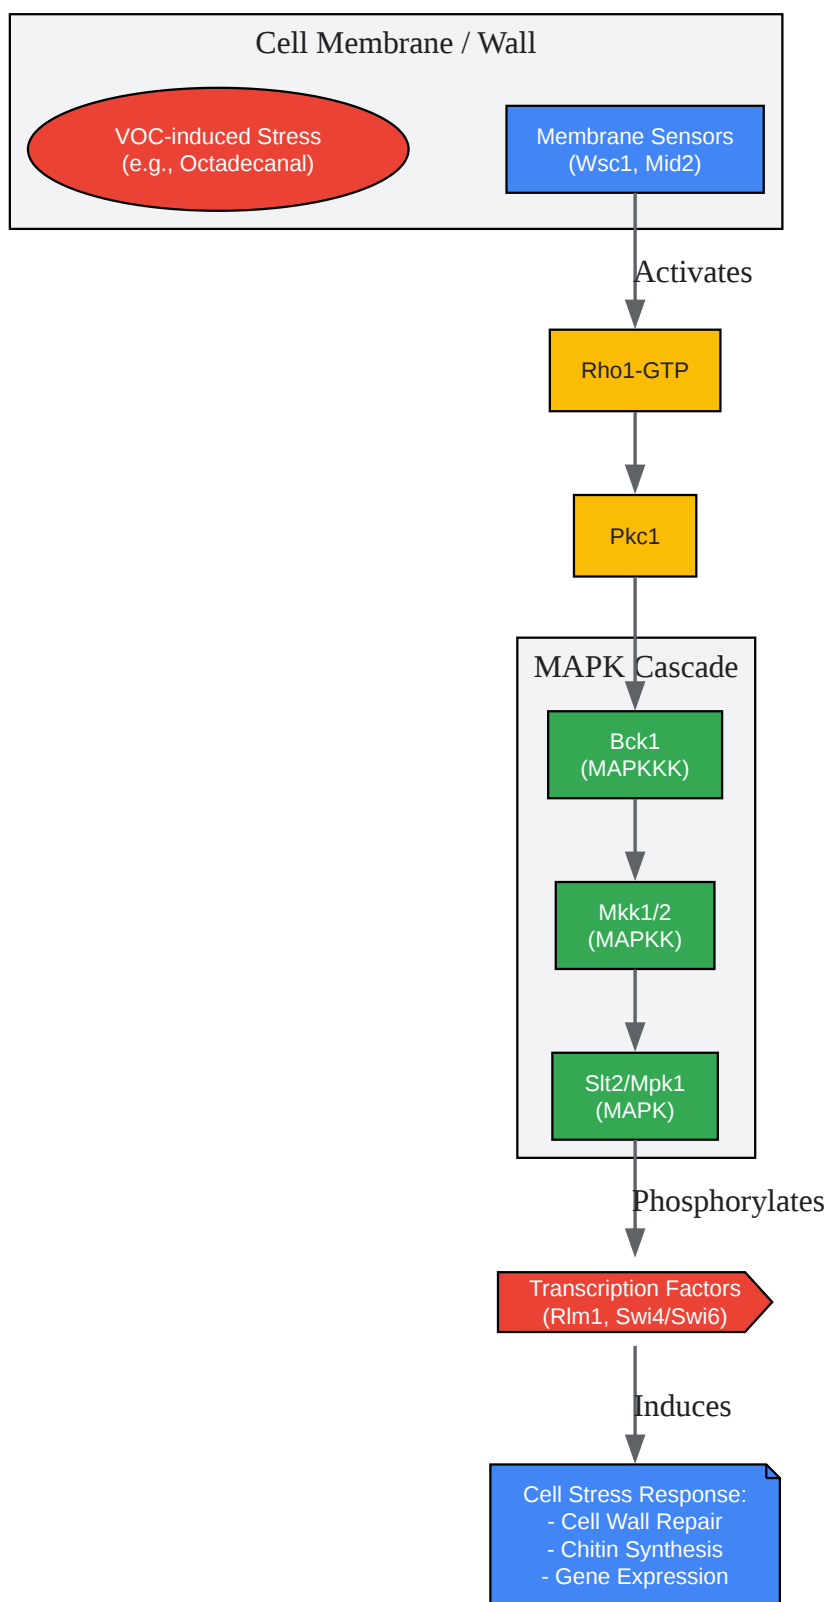 Cell Membrane / Wall
VOC-induced Stress
(e.g., Octadecanal)
Membrane Sensors
(Wsc1, Mid2)
Activates
Rho1-GTP
Pkc1
MAPK Cascade
Bck1
(MAPKKK)
Mkk1/2
(MAPKK)
Slt2/Mpk1
(MAPK)
Phosphorylates
Transcription Factors
(Rlm1, Swi4/Swi6)
Induces
Cell Stress Response:
- Cell Wall Repair
- Chitin Synthesis
- Gene Expression